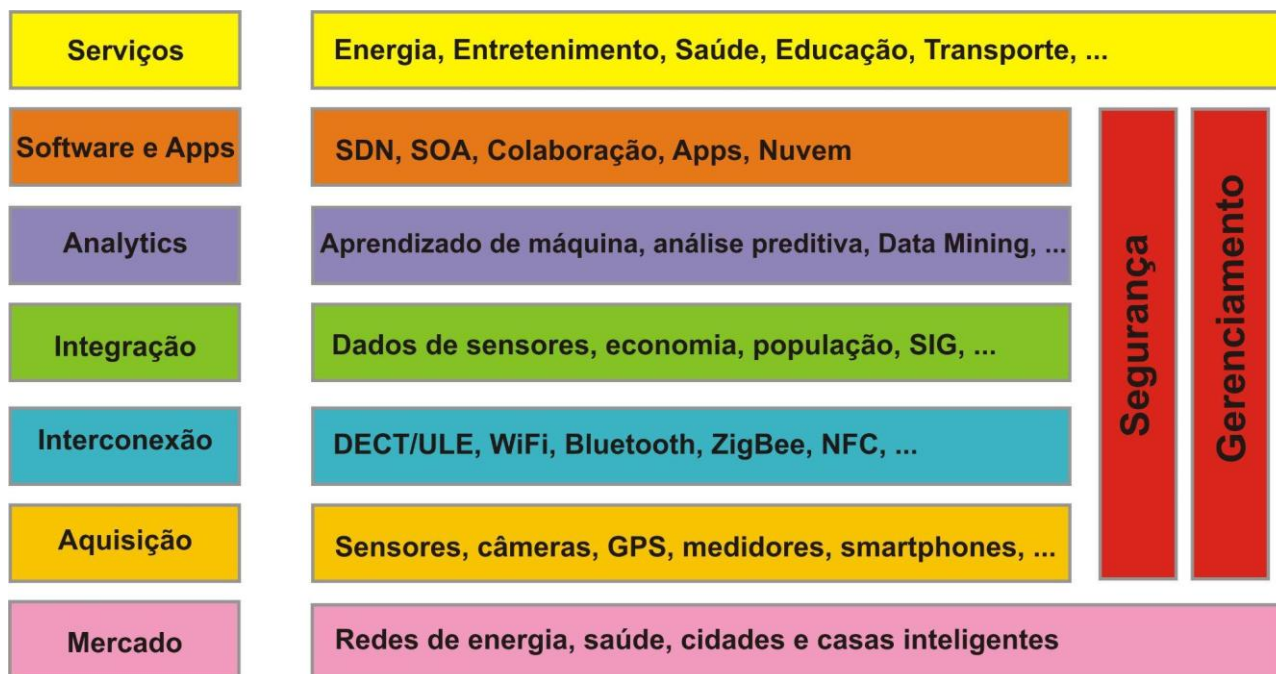 Serviços
Energia, Entretenimento, Saúde, Educação, Transporte, ...
Software e Apps
SDN, SOA, Colaboração, Apps, Nuvem
Analytics
Aprendizado de máquina, análise preditiva, Data Mining, ...
Integração
Dados de sensores, economia, população, SIG, ...
Interconexão
DECT/ULE, WiFi, Bluetooth, ZigBee, NFC, ...
Aquisição
Sensores, câmeras, GPS, medidores, smartphones, ...
Mercado
Redes de energia, saúde, cidades e casas inteligentes
Segurança
Gerenciamento